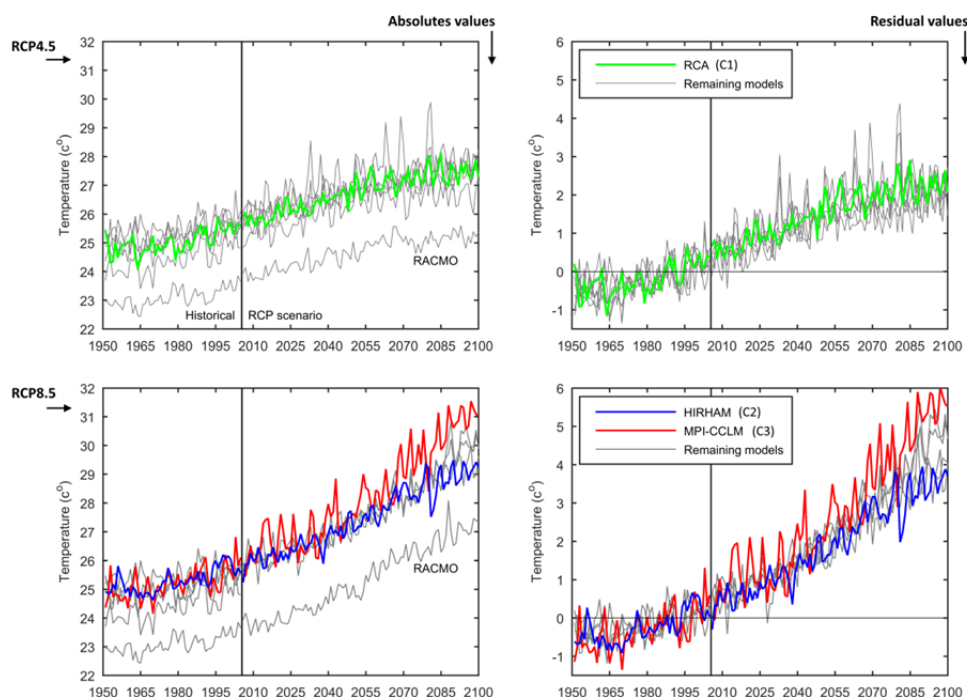 Absolutes values
Residual values
RCP4.5
32
31
30
29
28
27
26
25
24
23
22
Temperature (c°)
RACMO
Historical
RCP scenario
1950 1965 1980 1995 2010 2025 2040 2055 2070 2085 2100
6
5
4
3
2
1
0
-1
Temperature (c°)
RCA (C1)
Remaining models
1950 1965 1980 1995 2010 2025 2040 2055 2070 2085 2100
RCP8.5
32
31
30
29
28
27
26
25
24
23
22
Temperature (c°)
RACMO
1950 1965 1980 1995 2010 2025 2040 2055 2070 2085 2100
6
5
4
3
2
1
0
-1
Temperature (c°)
HIRHAM (C2)
MPI-CCLM (C3)
Remaining models
1950 1965 1980 1995 2010 2025 2040 2055 2070 2085 2100